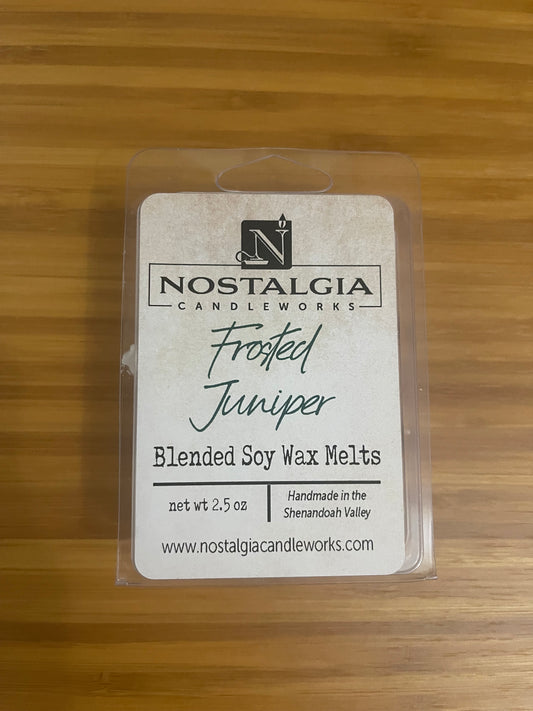 N
NOSTALGIA
CANDLEWORKS
Frosted
Juniper
Blended Soy Wax Melts
net wt 2.5 oz
Handmade in the
Shenandoah Valley
www.nostalgiacandleworks.com